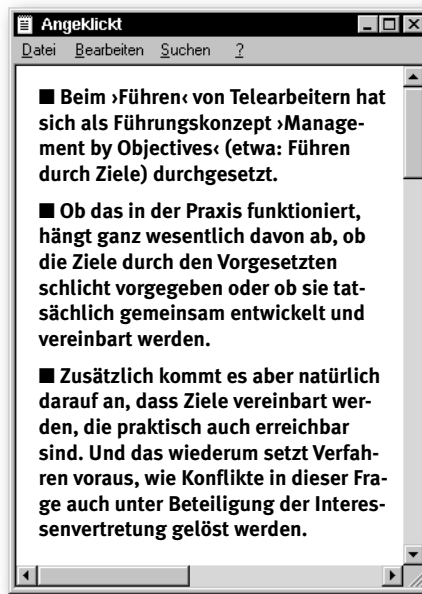 Angeklickt
Datei Bearbeiten Suchen ?
■ Beim ›Führen‹ von Telearbeitern hat
sich als Führungskonzept ›Manage-
ment by Objectives‹ (etwa: Führen
durch Ziele) durchgesetzt.
■ Ob das in der Praxis funktioniert,
hängt ganz wesentlich davon ab, ob
die Ziele durch den Vorgesetzten
schlicht vorgegeben oder ob sie tat-
sächlich gemeinsam entwickelt und
vereinbart werden.
■ Zusätzlich kommt es aber natürlich
darauf an, dass Ziele vereinbart wer-
den, die praktisch auch erreichbar
sind. Und das wiederum setzt Verfah-
ren voraus, wie Konflikte in dieser Fra-
ge auch unter Beteiligung der Interes-
senvertretung gelöst werden.